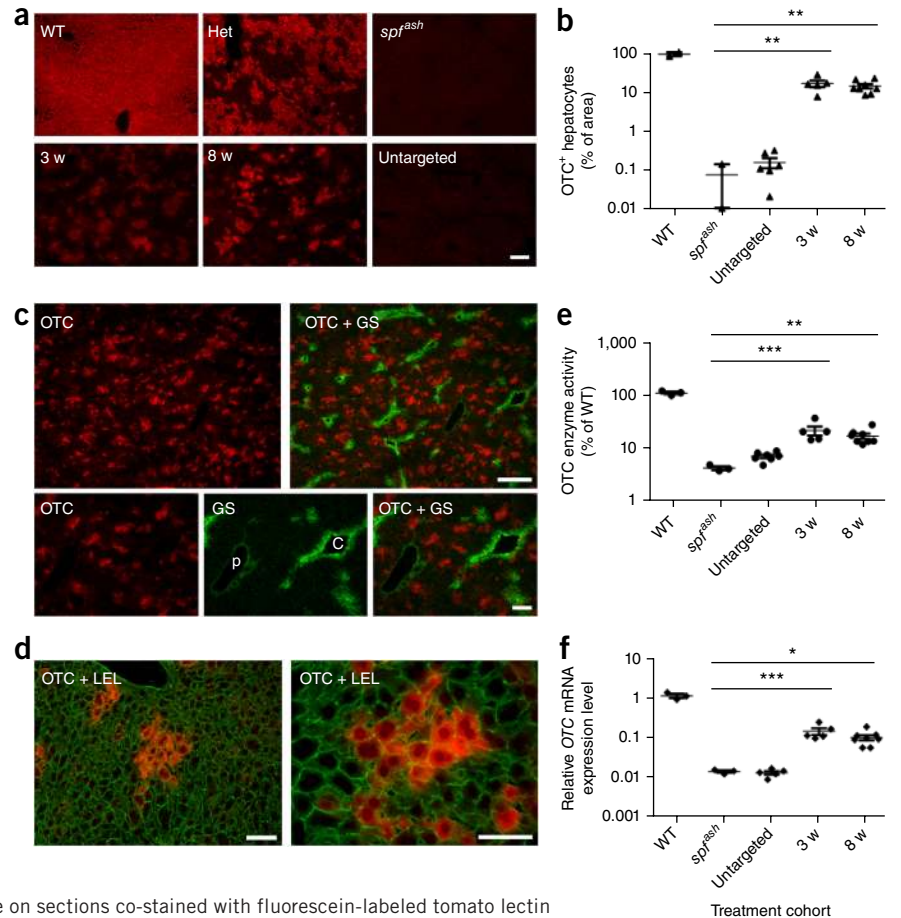 a
WT
Het
spf^ash
3 w
8 w
Untargeted
b
OTC+ hepatocytes
(% of area)
100
10
1
0.1
0.01
**
**
WT
spf^ash
Untargeted
3 w
8 w
c
OTC
OTC + GS
OTC
GS
p
C
OTC + GS
e
OTC enzyme activity
(% of WT)
1,000
100
10
1
**
***
WT
spf^ash
Untargeted
3 w
8 w
d
OTC + LEL
OTC + LEL
f
Relative OTC mRNA
expression level
10
1
0.1
0.01
0.001
*
***
WT
spf^ash
Untargeted
3 w
8 w
Treatment cohort
e on sections co-stained with fluorescein-labeled tomato lectin